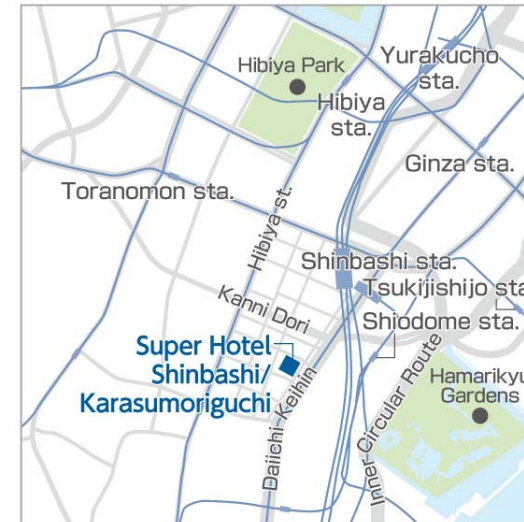 Hibiya Park
Yurakucho
sta.
Hibiya
sta.
Ginza sta.
Toranomon sta.
Hibiya st.
Shinbashi sta.
Tsukijishijo sta
Kanni Dori
Shiodome sta.
Super Hotel
Shinbashi/
Karasumoriguchi
Daiichi Keihin
Inner Circular Route
Hamarikyu
Gardens